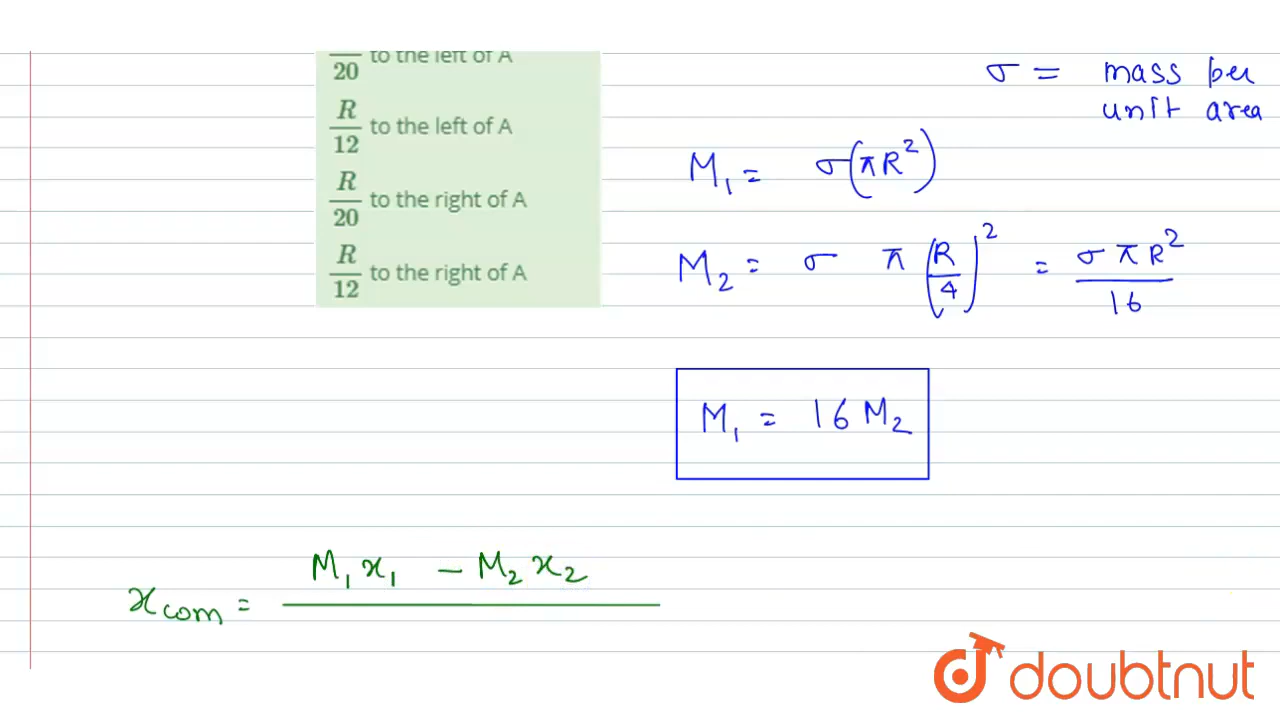 R/20 to the left of A
R/12 to the left of A
R/20 to the right of A
R/12 to the right of A
σ = mass per
unit area
M₁ = σ(πR²)
M₂ = σ π (R/4)² = σπR²/16
M₁ = 16 M₂
x_com = M₁x₁ − M₂x₂
doubtnut